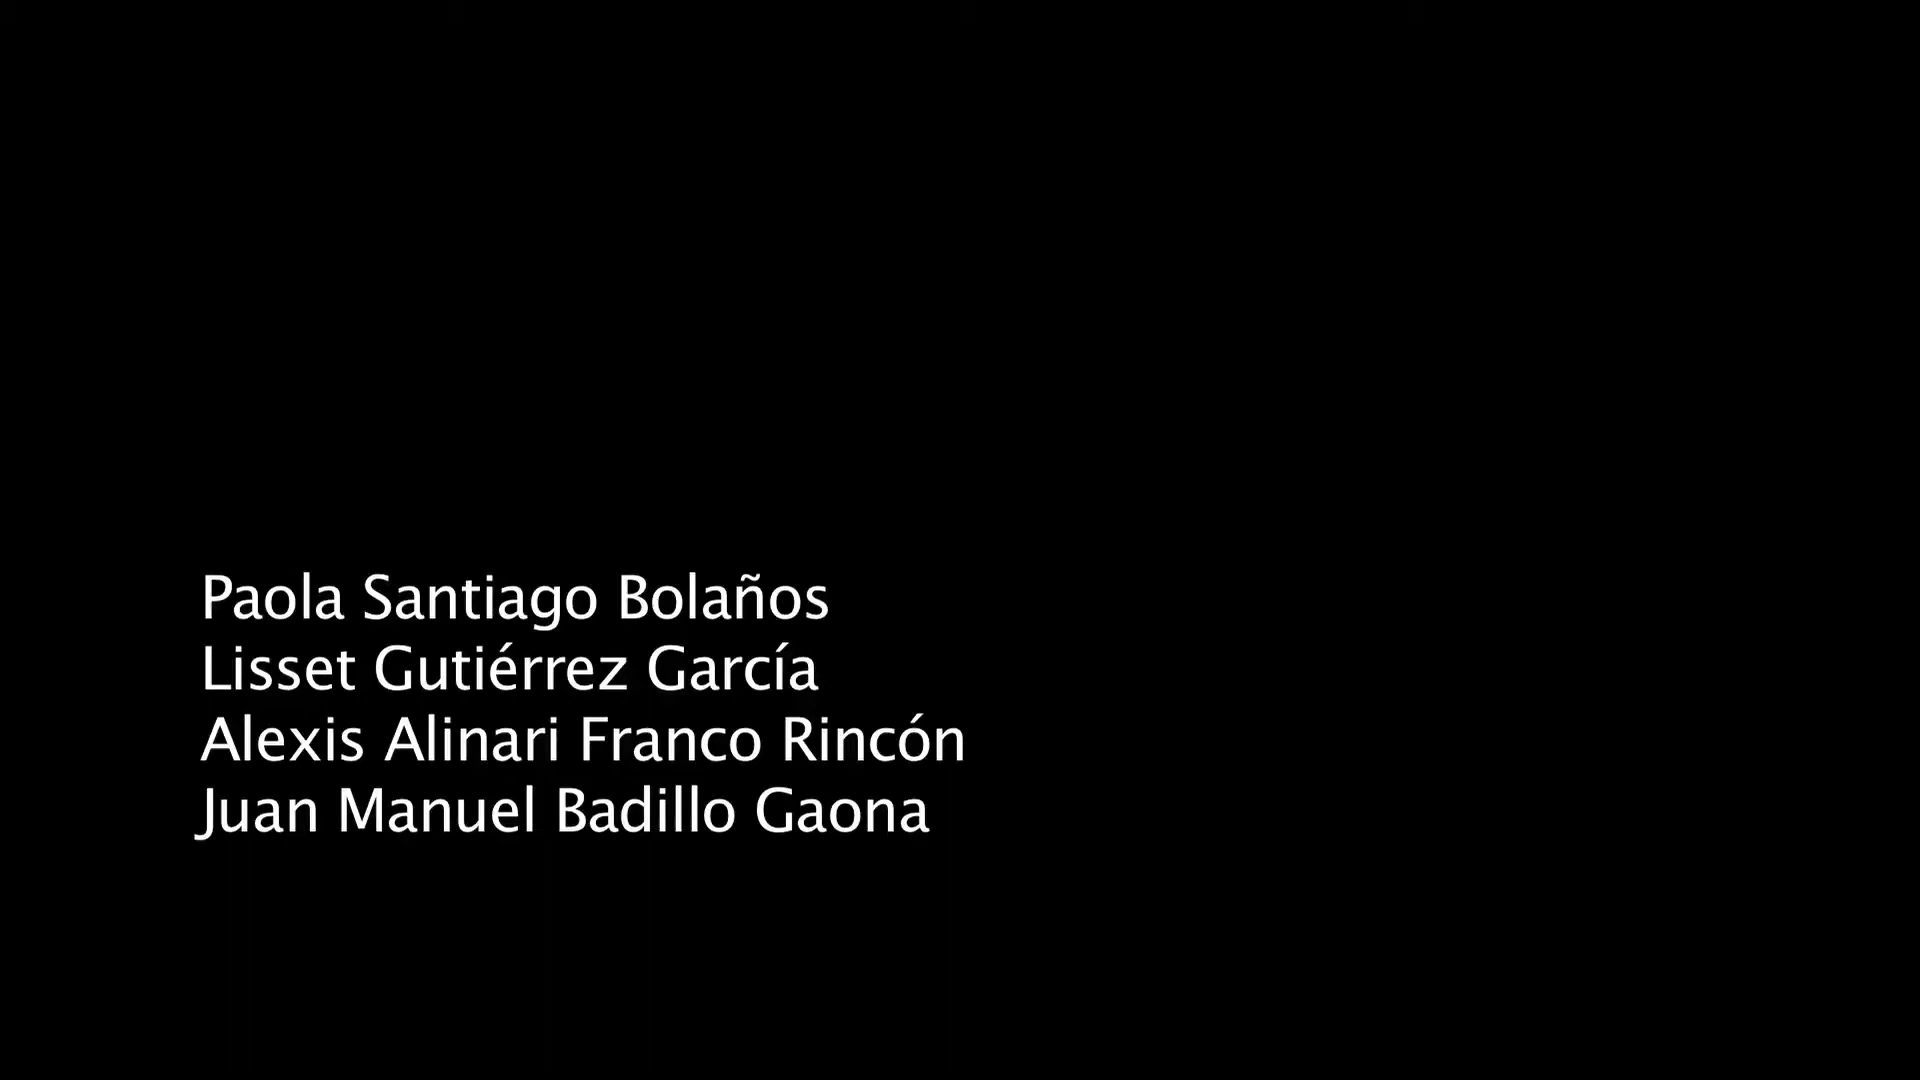 Paola Santiago Bolaños
Lisset Gutiérrez García
Alexis Alinari Franco Rincón
Juan Manuel Badillo Gaona